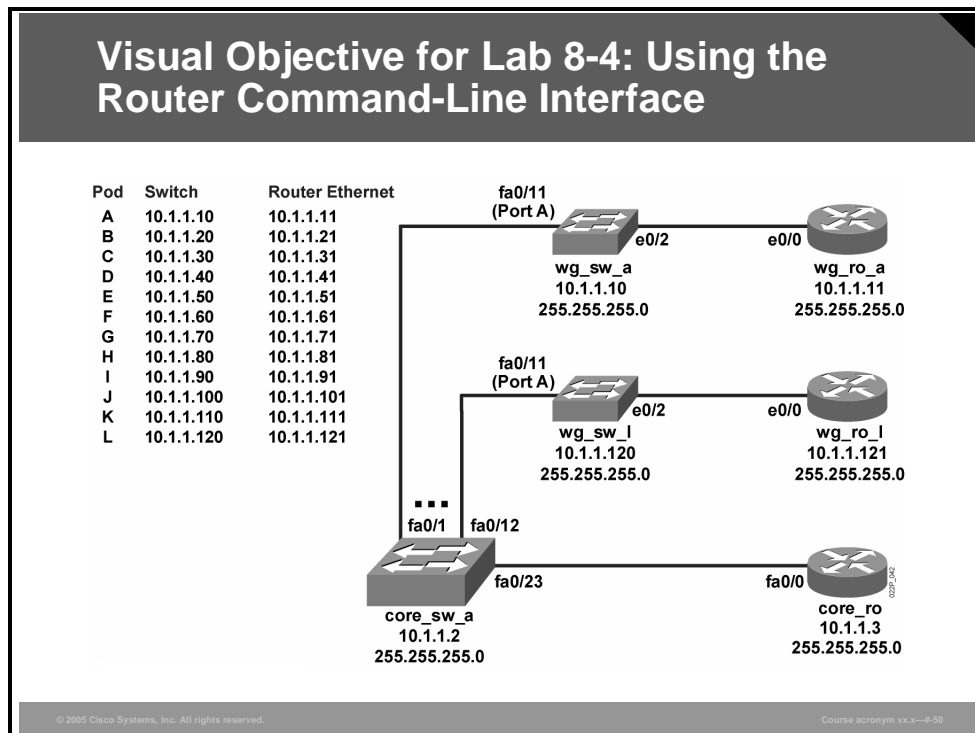 Visual Objective for Lab 8-4: Using the
Router Command-Line Interface
Pod Switch Router Ethernet
A 10.1.1.10 10.1.1.11
B 10.1.1.20 10.1.1.21
C 10.1.1.30 10.1.1.31
D 10.1.1.40 10.1.1.41
E 10.1.1.50 10.1.1.51
F 10.1.1.60 10.1.1.61
G 10.1.1.70 10.1.1.71
H 10.1.1.80 10.1.1.81
I 10.1.1.90 10.1.1.91
J 10.1.1.100 10.1.1.101
K 10.1.1.110 10.1.1.111
L 10.1.1.120 10.1.1.121
fa0/11
(Port A)
e0/2
e0/0
wg_sw_a
10.1.1.10
255.255.255.0
wg_ro_a
10.1.1.11
255.255.255.0
fa0/11
(Port A)
e0/2
e0/0
wg_sw_l
10.1.1.120
255.255.255.0
wg_ro_l
10.1.1.121
255.255.255.0
...
fa0/1
fa0/12
fa0/23
fa0/0
core_sw_a
10.1.1.2
255.255.255.0
core_ro
10.1.1.3
255.255.255.0
022P_042
© 2005 Cisco Systems, Inc. All rights reserved.
Course acronym vx.x—#-50